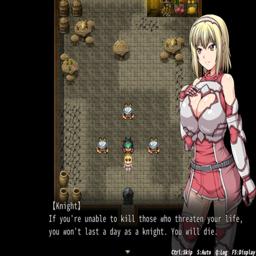 【Knight】
If you're unable to kill those who threaten your life,
you won't last a day as a knight. You will die.
Ctrl:Skip S:Auto Q:Log F5:Display